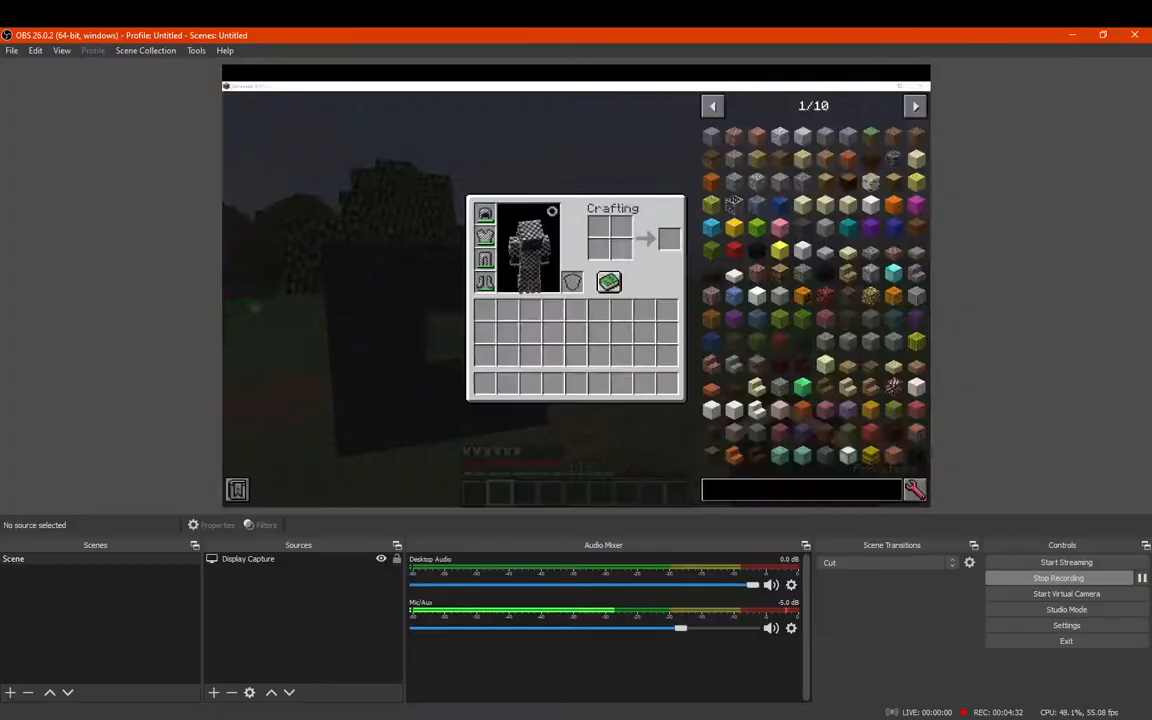 OBS 26.0.2 (64-bit, windows) - Profile: Untitled - Scenes: Untitled
File Edit View Profile Scene Collection Tools Help
1/10
Crafting
No source selected
Properties Filters
Scenes Sources Audio Mixer Scene Transitions Controls
Scene
Display Capture
Desktop Audio 0.0 dB
Mic/Aux -5.0 dB
Cut
Start Streaming
Stop Recording
Start Virtual Camera
Studio Mode
Settings
Exit
LIVE: 00:00:00 REC: 00:04:32 CPU: 48.1%, 55.08 fps